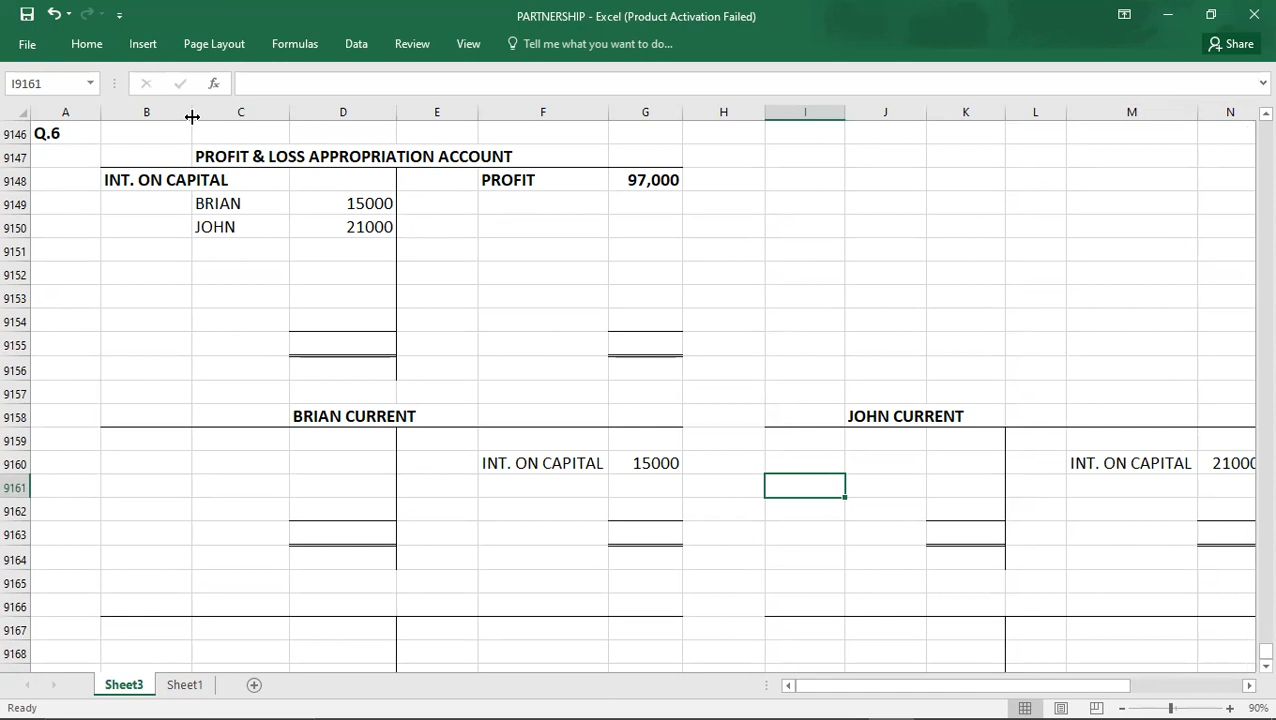 PARTNERSHIP - Excel (Product Activation Failed)
File Home Insert Page Layout Formulas Data Review View Tell me what you want to do... Share
I9161 fx
A B C D E F G H I J K L M N
9146 Q.6
9147 PROFIT & LOSS APPROPRIATION ACCOUNT
9148 INT. ON CAPITAL PROFIT 97,000
9149 BRIAN 15000
9150 JOHN 21000
9151
9152
9153
9154
9155
9156
9157
9158 BRIAN CURRENT JOHN CURRENT
9159
9160 INT. ON CAPITAL 15000 INT. ON CAPITAL 21000
9161
9162
9163
9164
9165
9166
9167
9168
Sheet3 Sheet1
Ready 90%